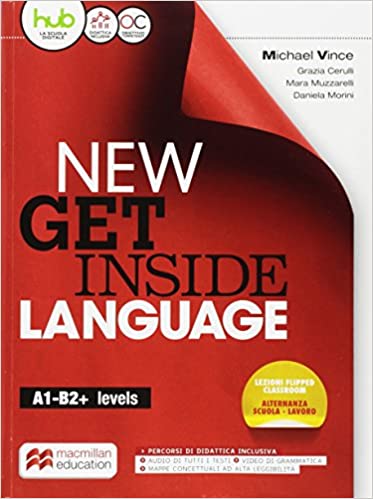 hub
LA SCUOLA
DIGITALE
DIDATTICA
INCLUSIVA
OC
OBIETTIVO
COMPETENZE
Michael Vince
Grazia Cerulli
Mara Muzzarelli
Daniela Morini
NEW
GET
INSIDE
LANGUAGE
A1-B2+ levels
LEZIONI FLIPPED
CLASSROOM
ALTERNANZA
SCUOLA - LAVORO
macmillan
education
• PERCORSI DI DIDATTICA INCLUSIVA
• AUDIO DI TUTTI I TESTI • VIDEO DI GRAMMATICA
• MAPPE CONCETTUALI AD ALTA LEGGIBILITÀ